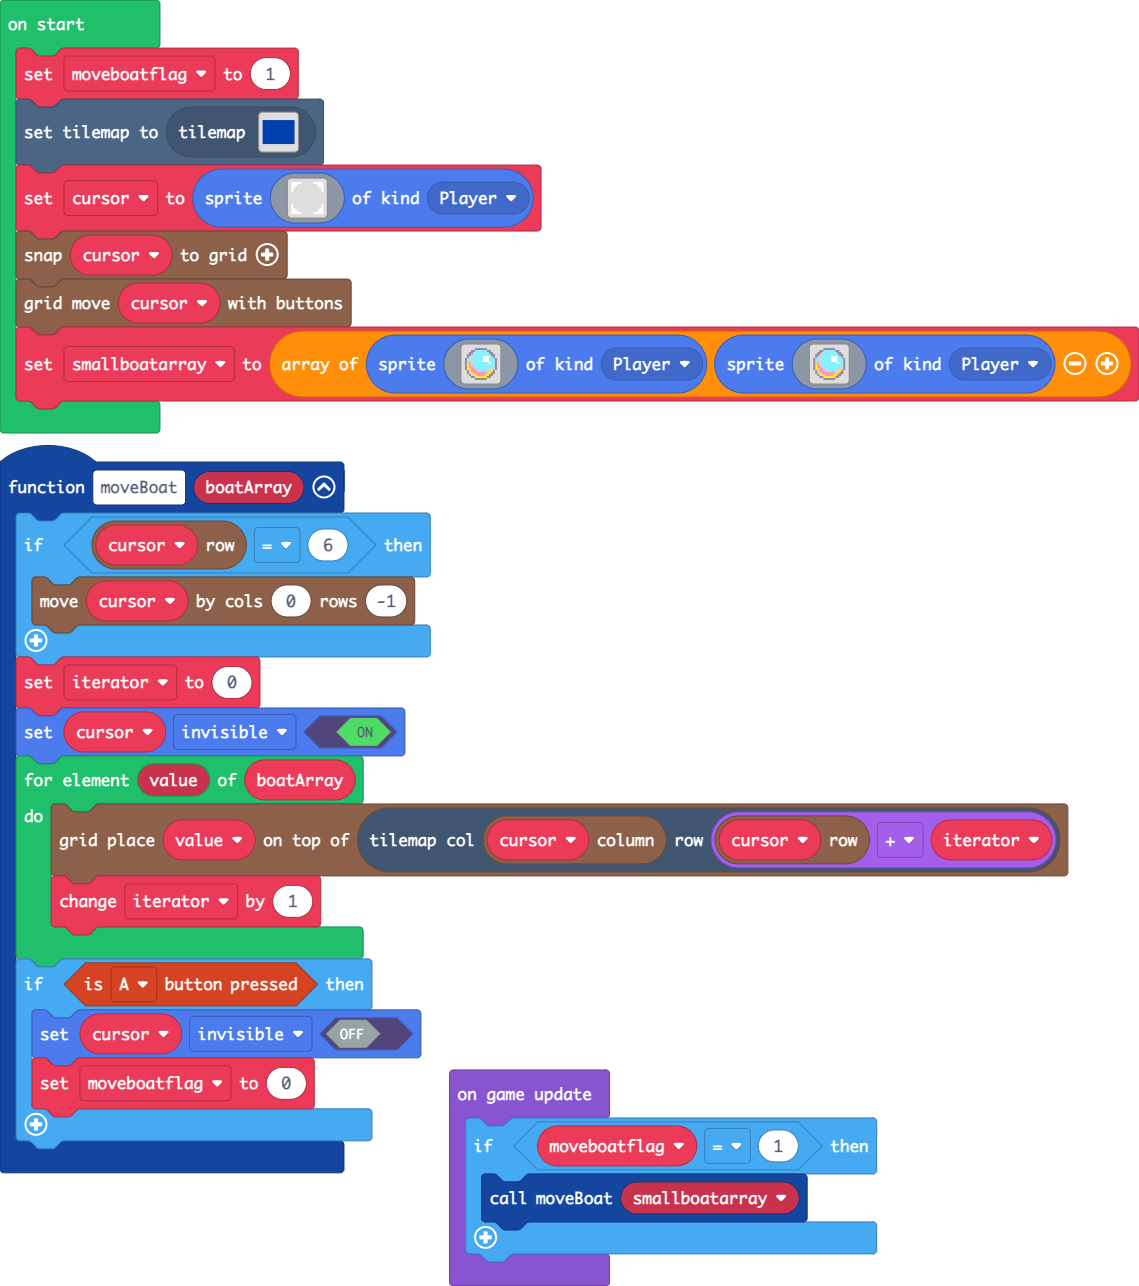 on start
set moveboatflag to 1
set tilemap to tilemap
set cursor to sprite of kind Player
snap cursor to grid
grid move cursor with buttons
set smallboatarray to array of sprite of kind Player sprite of kind Player
function moveBoat boatArray
if cursor row = 6 then
move cursor by cols 0 rows -1
set iterator to 0
set cursor invisible ON
for element value of boatArray
do
grid place value on top of tilemap col cursor column row cursor row + iterator
change iterator by 1
if is A button pressed then
set cursor invisible OFF
set moveboatflag to 0
on game update
if moveboatflag = 1 then
call moveBoat smallboatarray